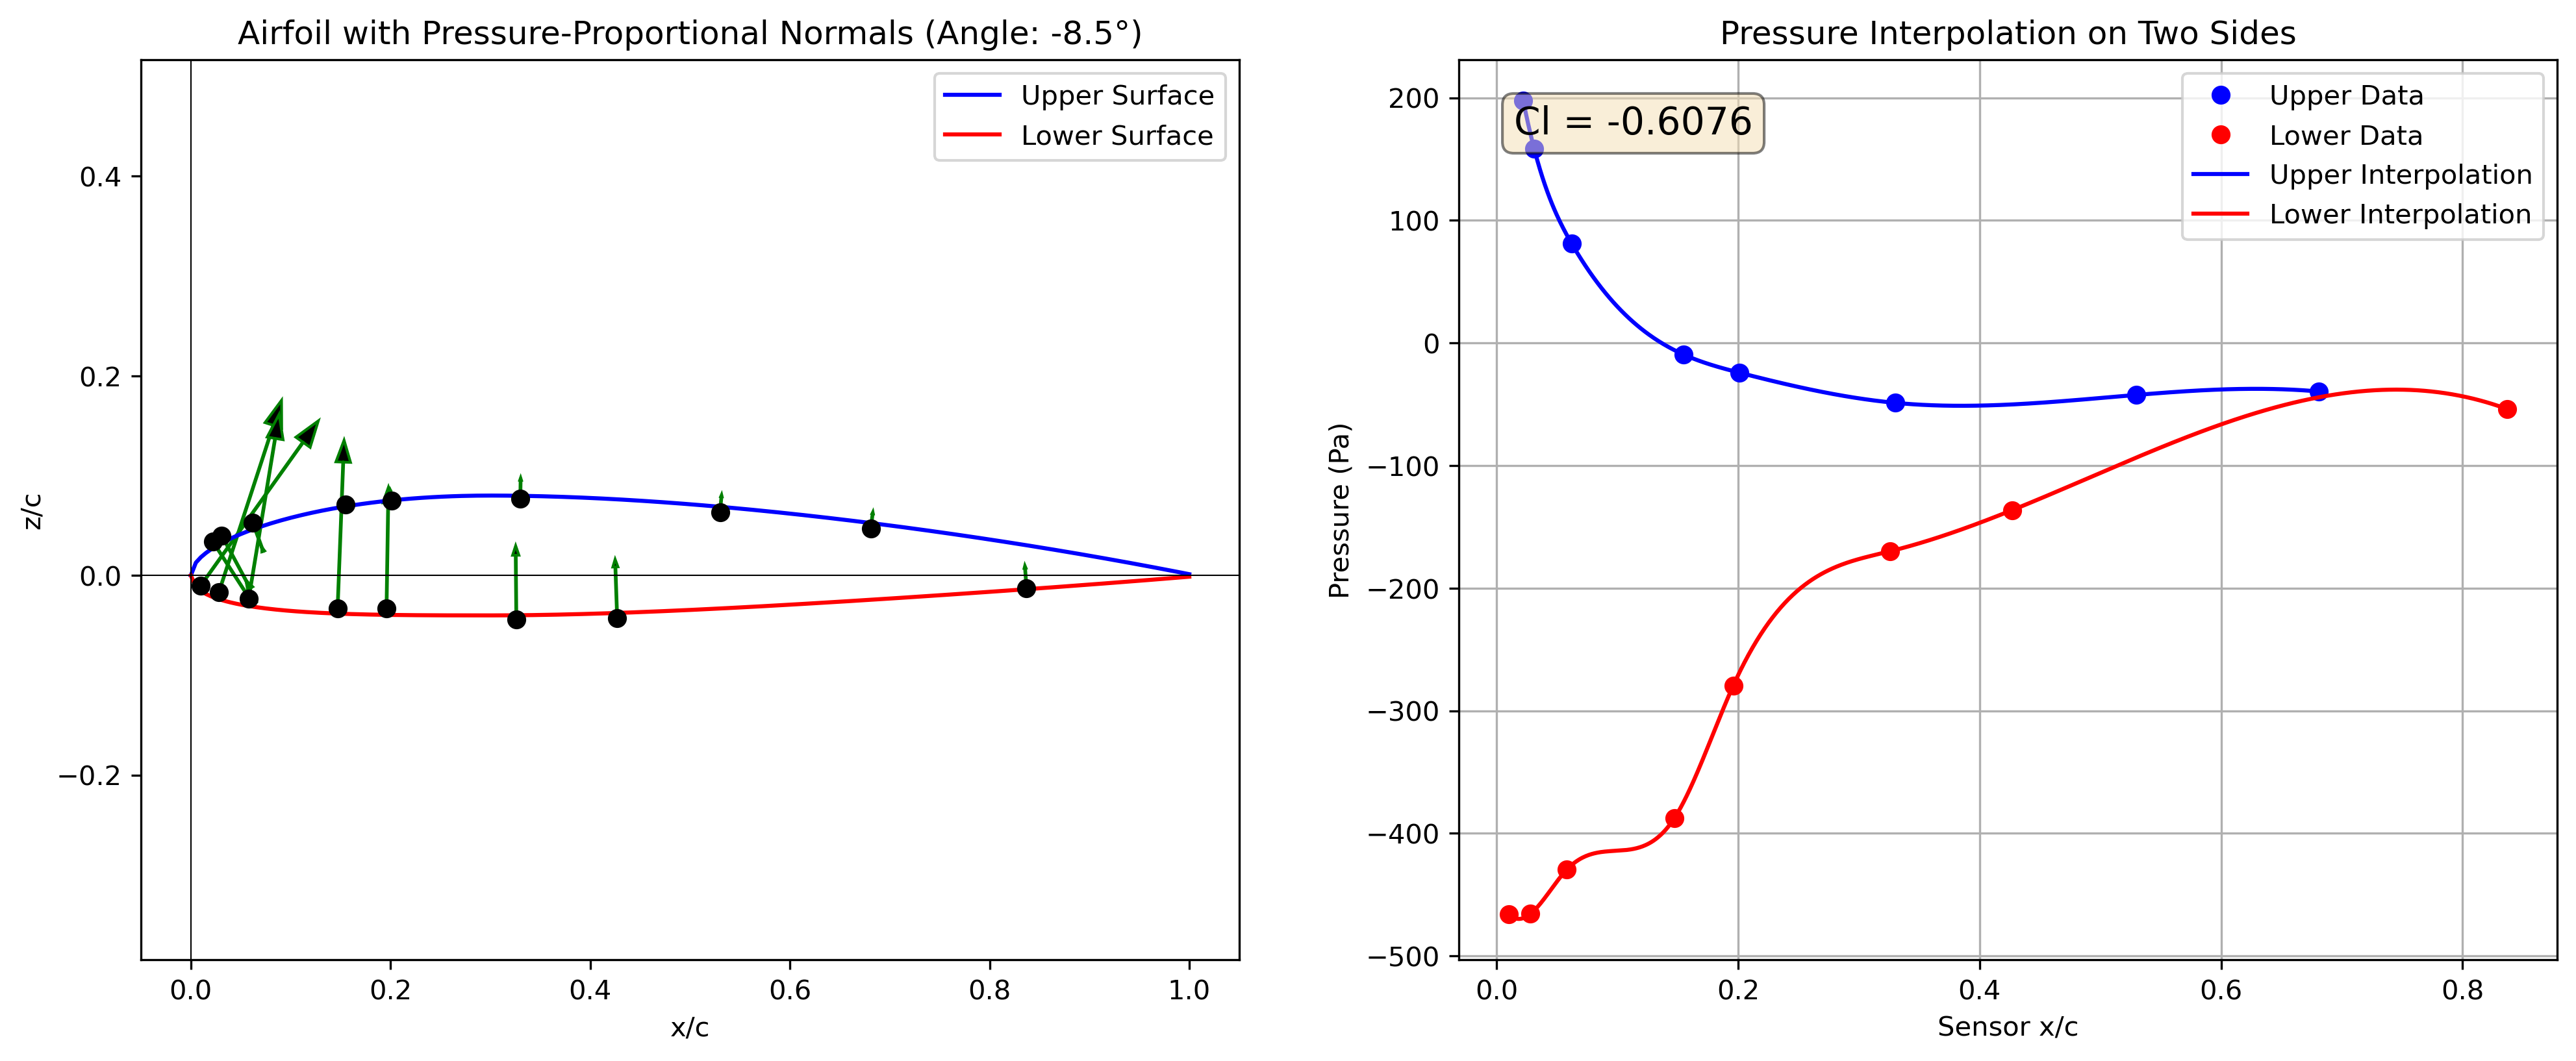 Airfoil with Pressure-Proportional Normals (Angle: -8.5°)
Upper Surface
Lower Surface
z/c
0.4
0.2
0.0
−0.2
0.0 0.2 0.4 0.6 0.8 1.0
x/c
Pressure Interpolation on Two Sides
Cl = -0.6076
Upper Data
Lower Data
Upper Interpolation
Lower Interpolation
Pressure (Pa)
200
100
0
−100
−200
−300
−400
−500
0.0 0.2 0.4 0.6 0.8
Sensor x/c